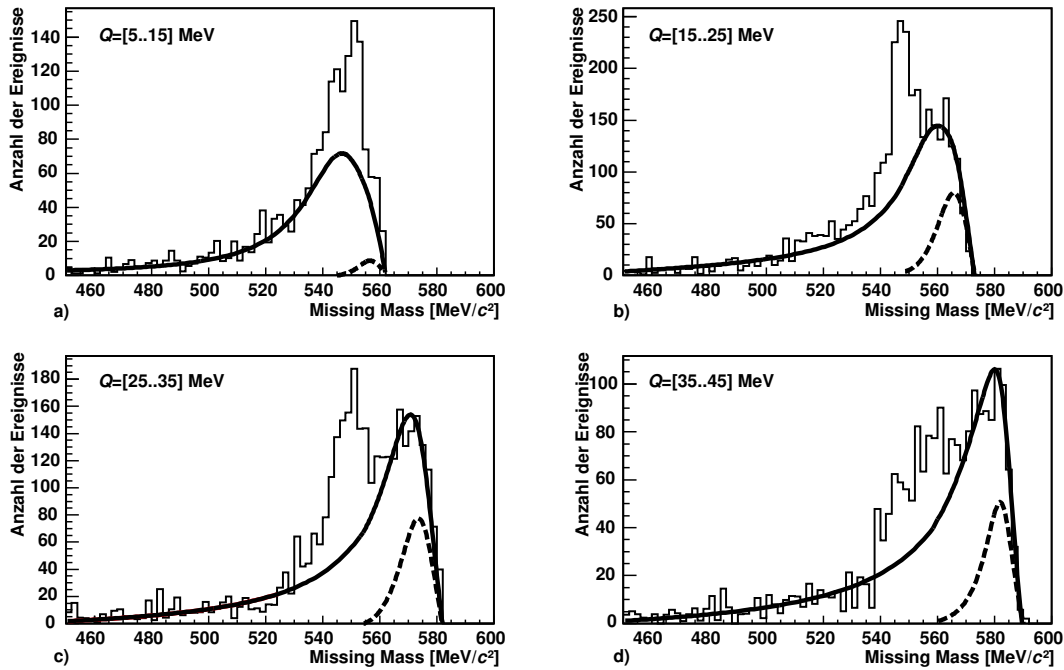 Anzahl der Ereignisse
Q=[5..15] MeV
140
120
100
80
60
40
20
0
460 480 500 520 540 560 580 600
a)
Missing Mass [MeV/c²]
Anzahl der Ereignisse
Q=[15..25] MeV
250
200
150
100
50
0
460 480 500 520 540 560 580 600
b)
Missing Mass [MeV/c²]
Anzahl der Ereignisse
Q=[25..35] MeV
180
160
140
120
100
80
60
40
20
0
460 480 500 520 540 560 580 600
c)
Missing Mass [MeV/c²]
Anzahl der Ereignisse
Q=[35..45] MeV
100
80
60
40
20
0
460 480 500 520 540 560 580 600
d)
Missing Mass [MeV/c²]